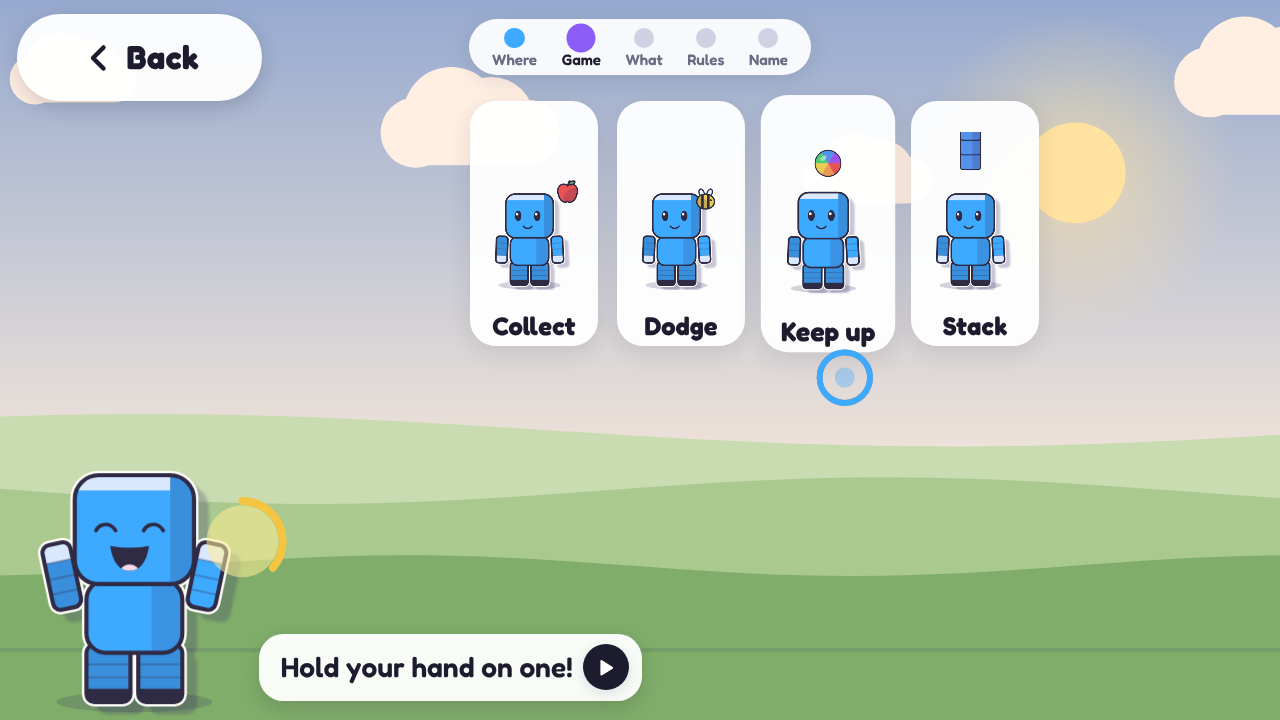 Back
Where
Game
What
Rules
Name
Collect
Dodge
Keep up
Stack
Hold your hand on one!